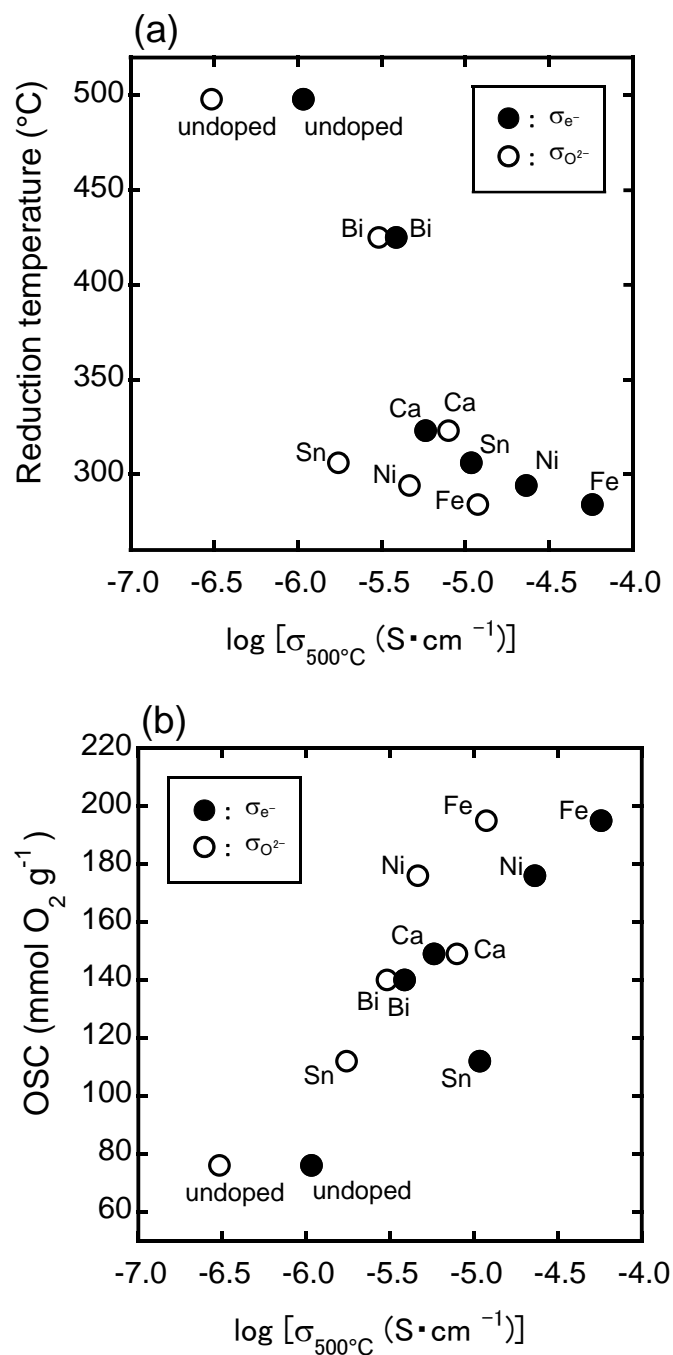 (a)
Reduction temperature (°C)
500
450
400
350
300
undoped undoped
● : σe⁻
○ : σO²⁻
Bi Bi
Ca Ca
Sn Sn
Ni Ni
Fe Fe
-7.0 -6.5 -6.0 -5.5 -5.0 -4.5 -4.0
log [σ500°C (S・cm ⁻¹)]
(b)
OSC (mmol O₂ g⁻¹)
220
200
180
160
140
120
100
80
60
● : σe⁻
○ : σO²⁻
Fe Fe
Ni Ni
Ca Ca
Bi Bi
Sn Sn
undoped undoped
-7.0 -6.5 -6.0 -5.5 -5.0 -4.5 -4.0
log [σ500°C (S・cm ⁻¹)]